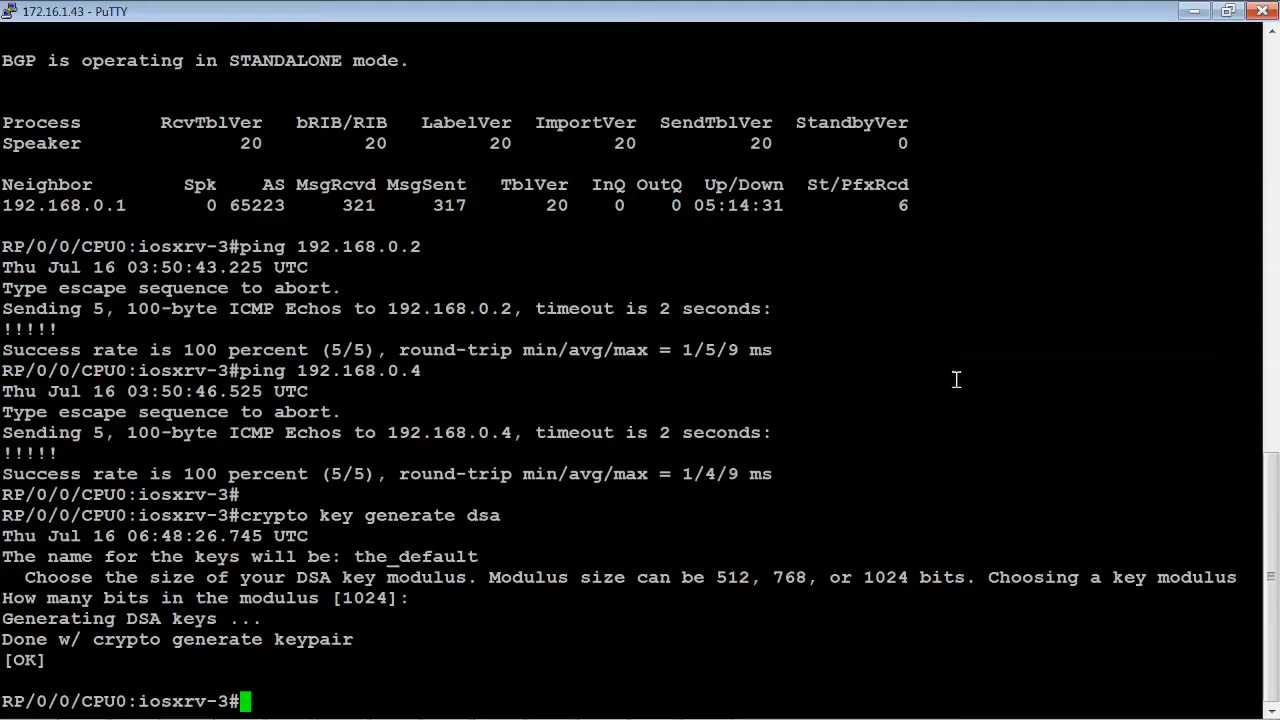 172.16.1.43 - PuTTY
BGP is operating in STANDALONE mode.
Process RcvTblVer bRIB/RIB LabelVer ImportVer SendTblVer StandbyVer
Speaker 20 20 20 20 20 0
Neighbor Spk AS MsgRcvd MsgSent TblVer InQ OutQ Up/Down St/PfxRcd
192.168.0.1 0 65223 321 317 20 0 0 05:14:31 6
RP/0/0/CPU0:iosxrv-3#ping 192.168.0.2
Thu Jul 16 03:50:43.225 UTC
Type escape sequence to abort.
Sending 5, 100-byte ICMP Echos to 192.168.0.2, timeout is 2 seconds:
!!!!!
Success rate is 100 percent (5/5), round-trip min/avg/max = 1/5/9 ms
RP/0/0/CPU0:iosxrv-3#ping 192.168.0.4
Thu Jul 16 03:50:46.525 UTC
Type escape sequence to abort.
Sending 5, 100-byte ICMP Echos to 192.168.0.4, timeout is 2 seconds:
!!!!!
Success rate is 100 percent (5/5), round-trip min/avg/max = 1/4/9 ms
RP/0/0/CPU0:iosxrv-3#
RP/0/0/CPU0:iosxrv-3#crypto key generate dsa
Thu Jul 16 06:48:26.745 UTC
The name for the keys will be: the_default
Choose the size of your DSA key modulus. Modulus size can be 512, 768, or 1024 bits. Choosing a key modulus
How many bits in the modulus [1024]:
Generating DSA keys ...
Done w/ crypto generate keypair
[OK]
RP/0/0/CPU0:iosxrv-3#